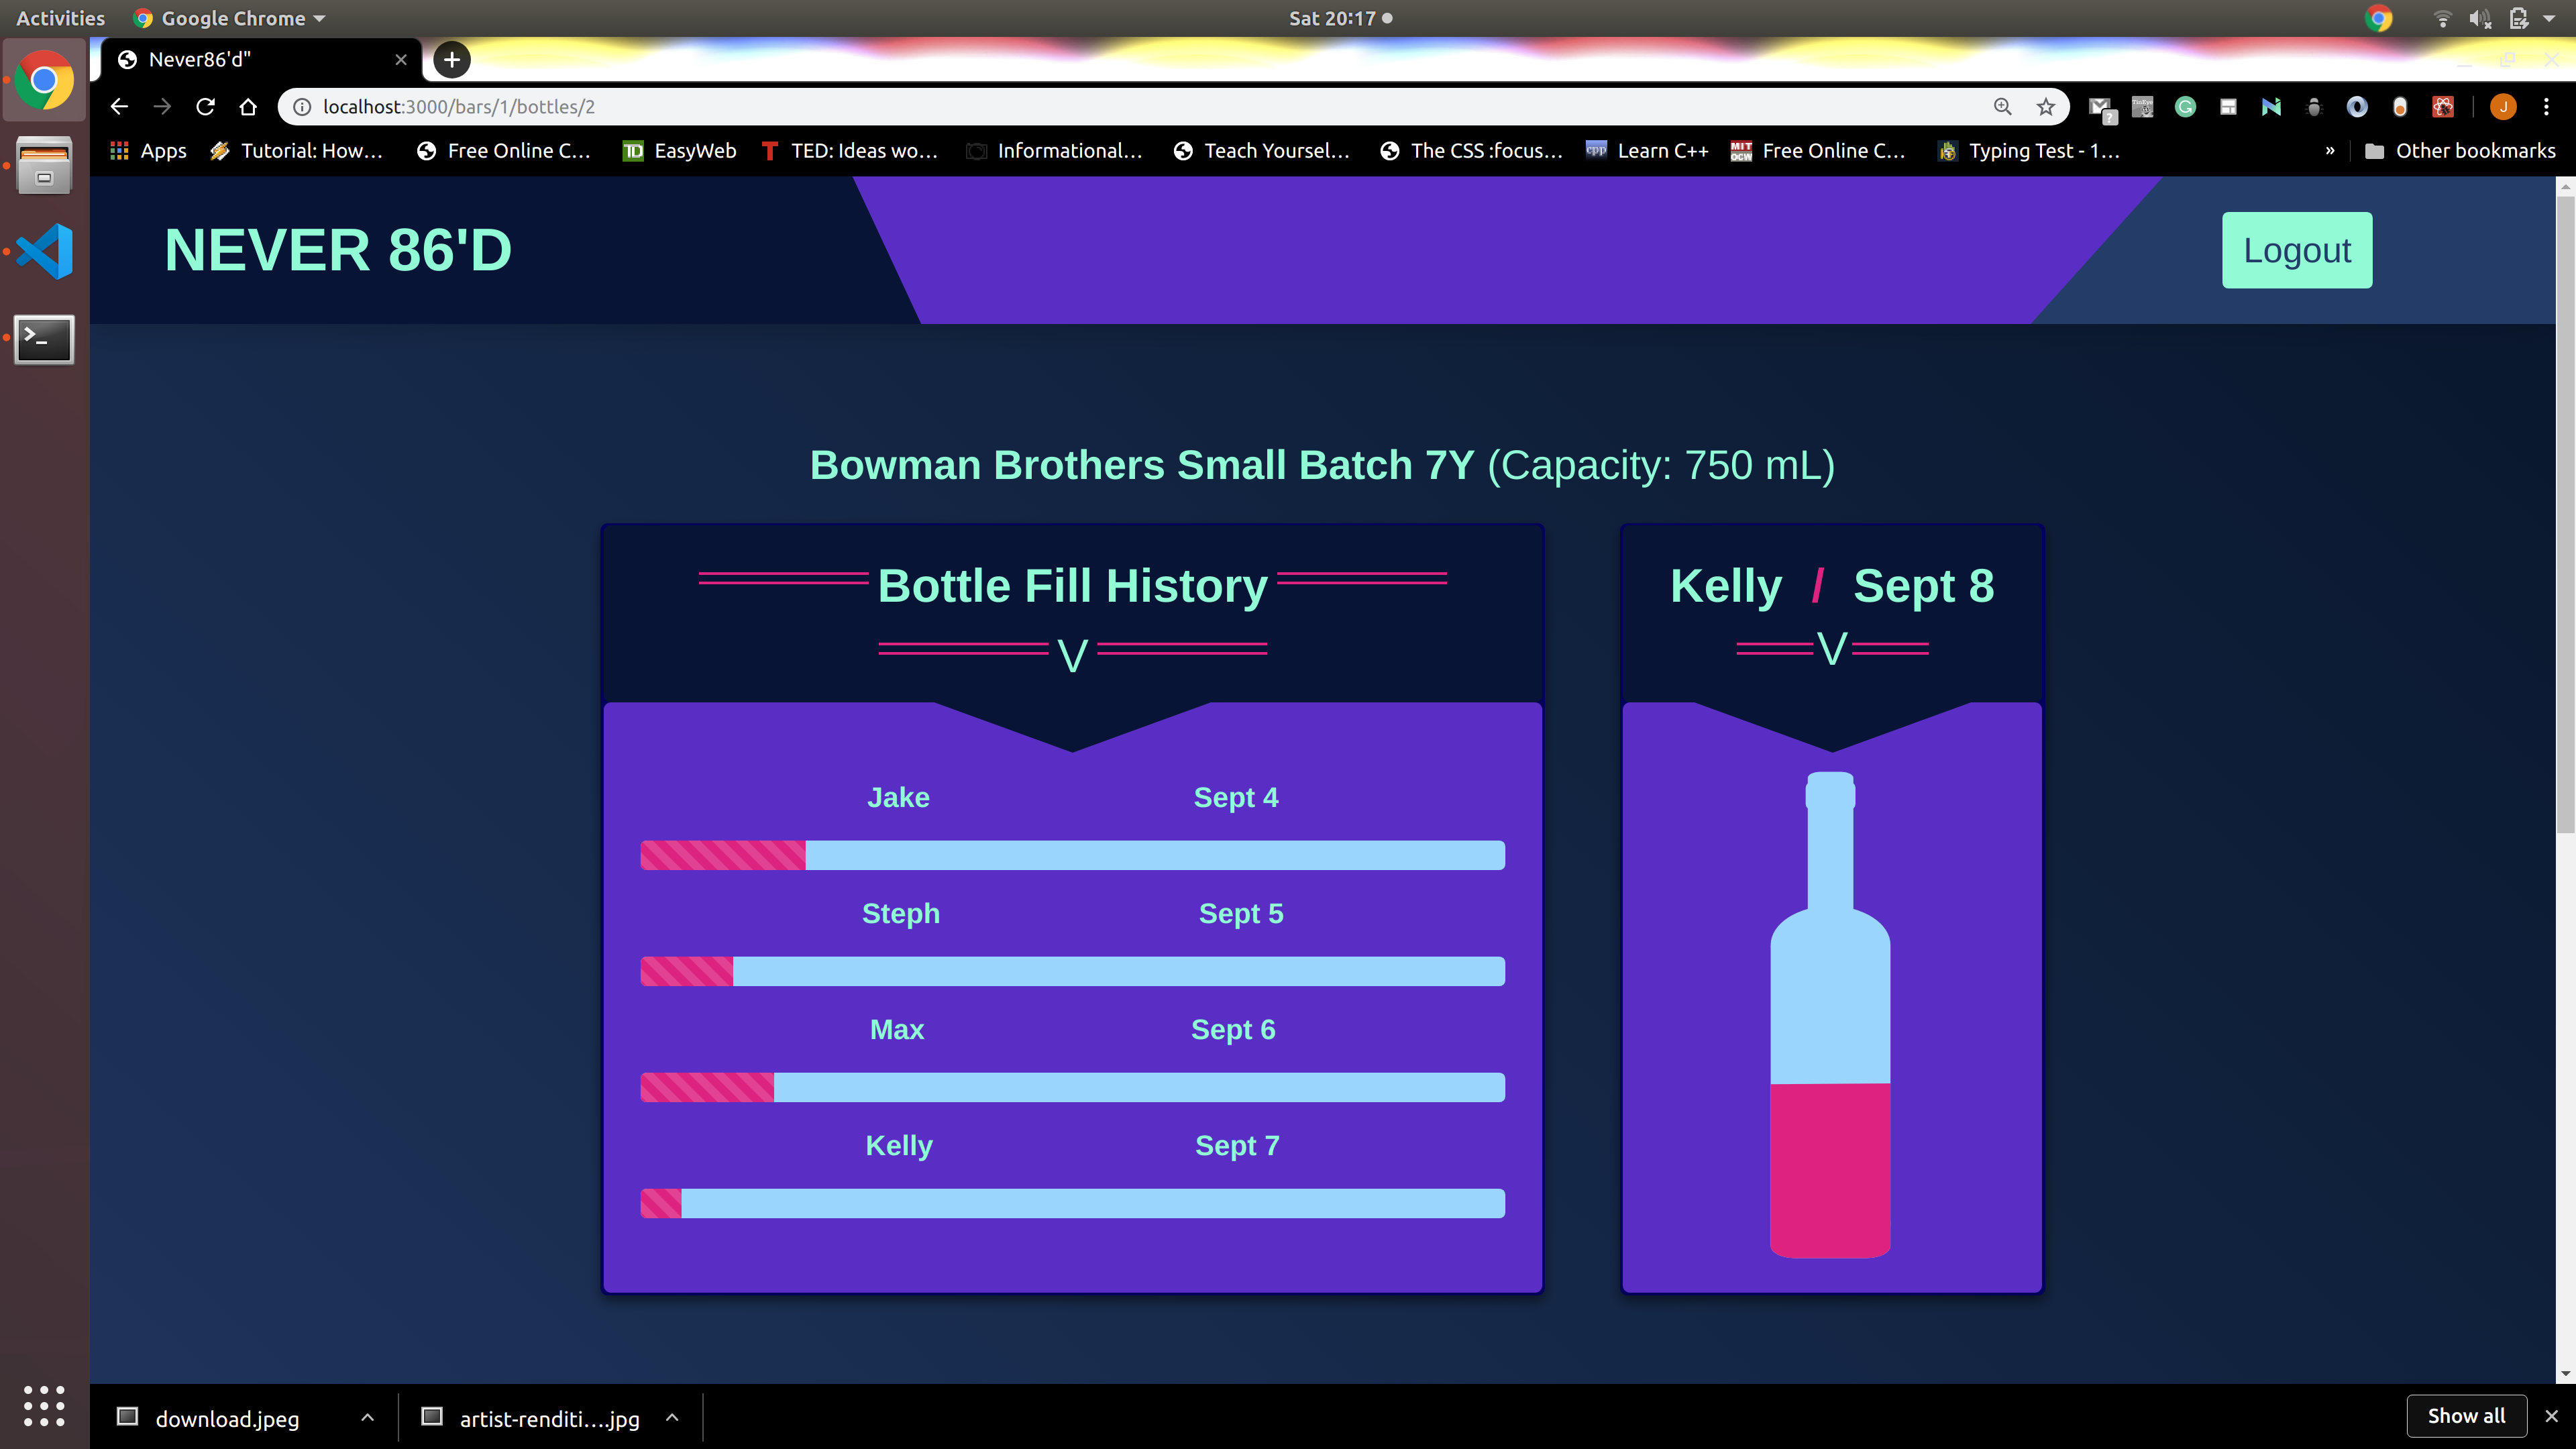 Activities Google Chrome Sat 20:17
Never86'd"
localhost:3000/bars/1/bottles/2
Apps Tutorial: How... Free Online C... EasyWeb TED: Ideas wo... Informational... Teach Yoursel... The CSS :focus... Learn C++ Free Online C... Typing Test - 1... » Other bookmarks
NEVER 86'D
Logout
Bowman Brothers Small Batch 7Y (Capacity: 750 mL)
Bottle Fill History
V
Jake Sept 4
Steph Sept 5
Max Sept 6
Kelly Sept 7
Kelly / Sept 8
V
download.jpeg artist-renditi....jpg Show all